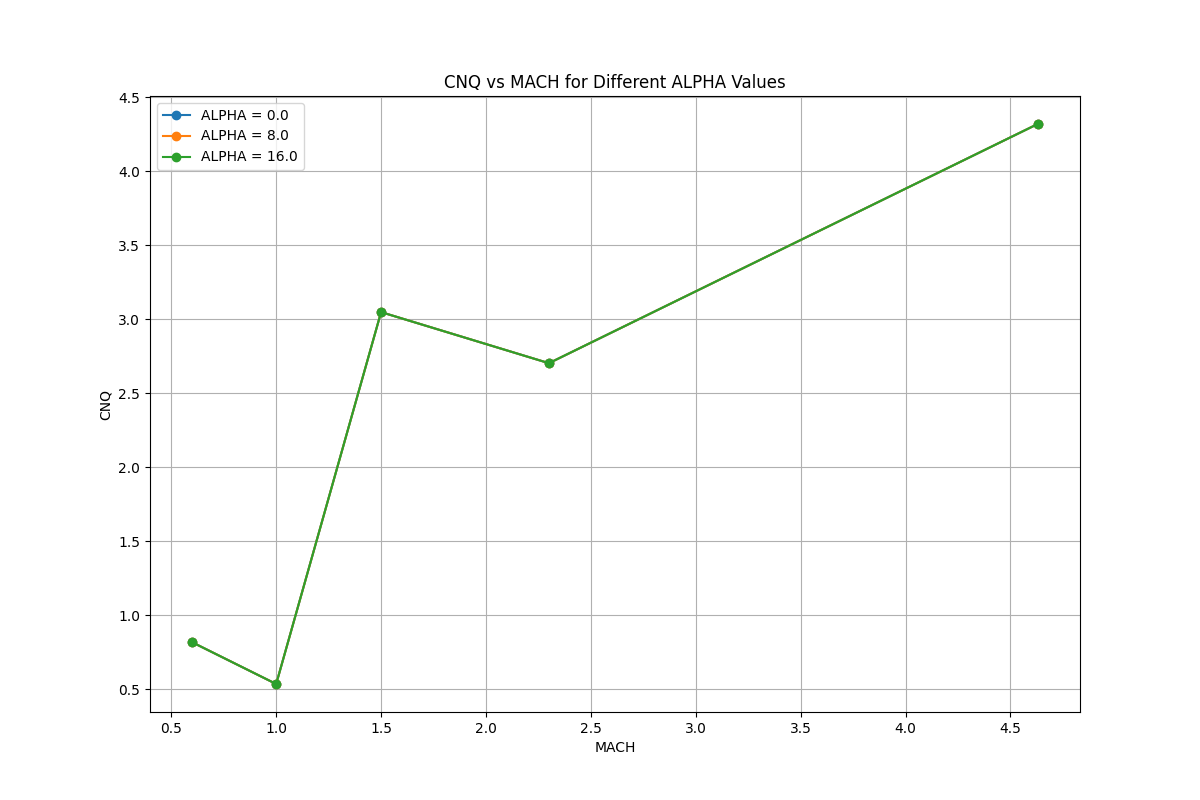 CNQ vs MACH for Different ALPHA Values
ALPHA = 0.0
ALPHA = 8.0
ALPHA = 16.0
4.5
4.0
3.5
3.0
2.5
2.0
1.5
1.0
0.5
CNQ
0.5 1.0 1.5 2.0 2.5 3.0 3.5 4.0 4.5
MACH